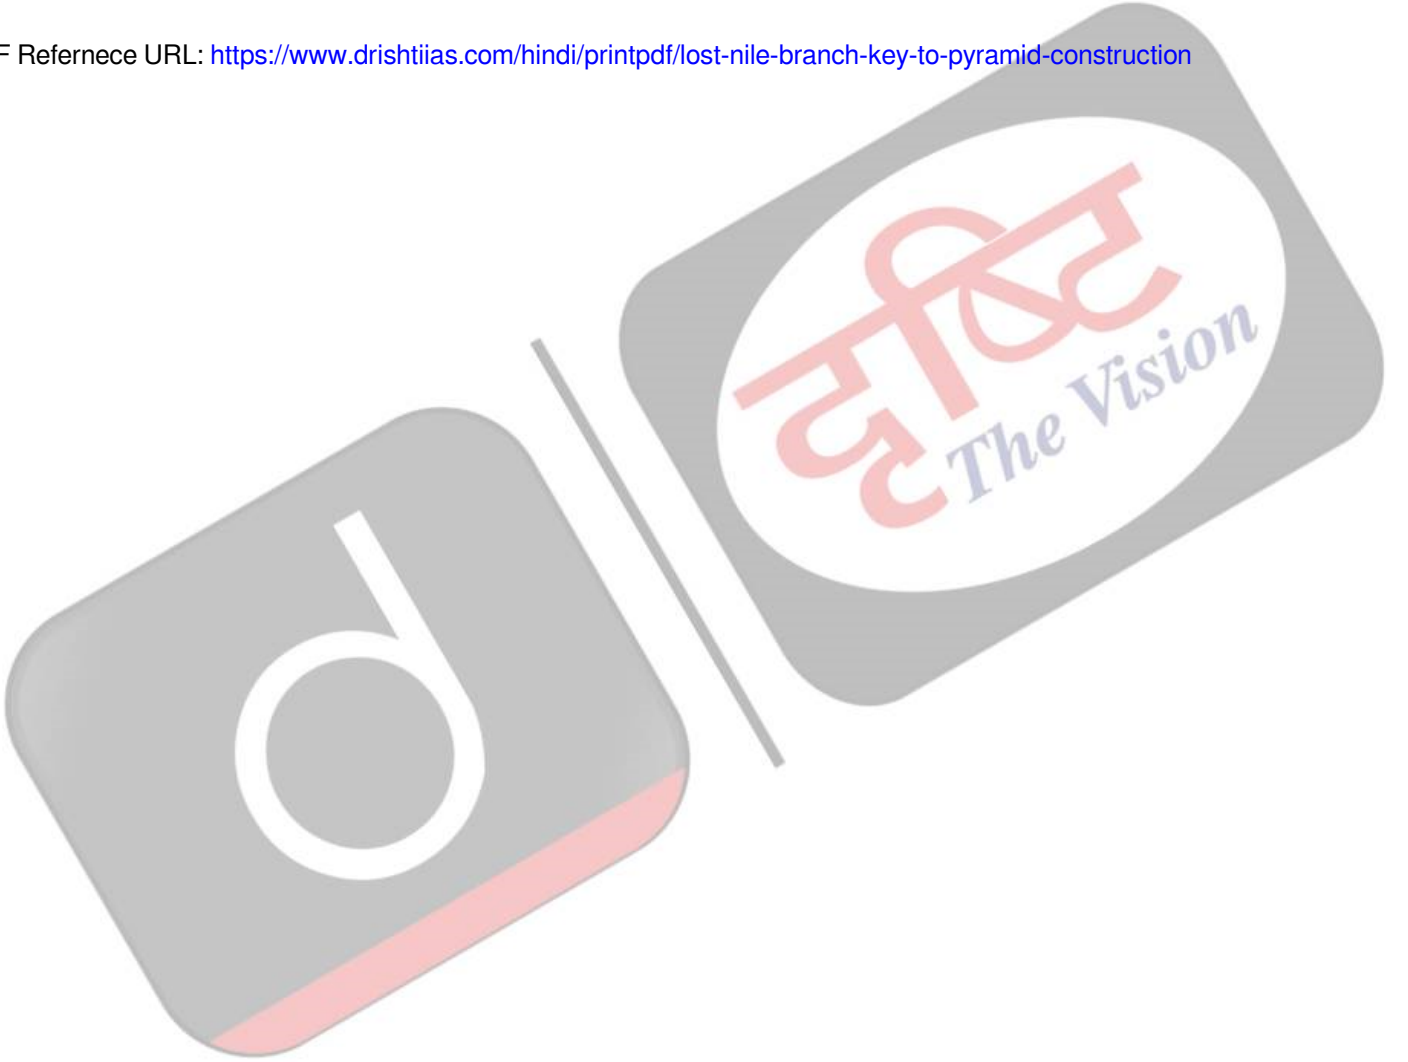 F Refernece URL: https://www.drishtiias.com/hindi/printpdf/lost-nile-branch-key-to-pyramid-construction
दृष्टि
The Vision
d